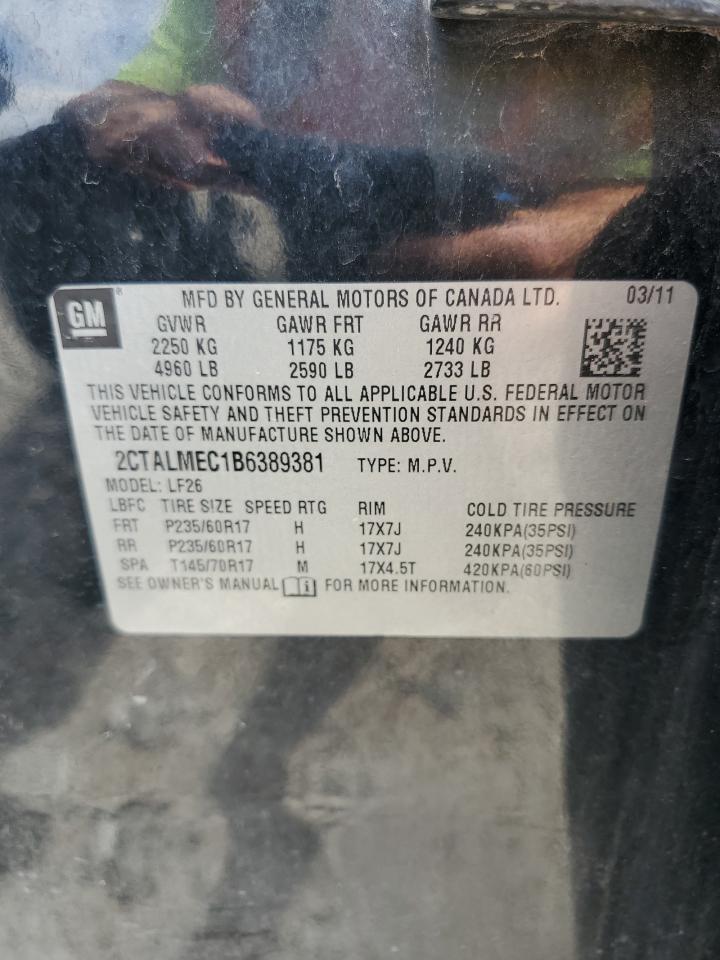 GM® MFD BY GENERAL MOTORS OF CANADA LTD. 03/11
GVWR GAWR FRT GAWR RR
2250 KG 1175 KG 1240 KG
4960 LB 2590 LB 2733 LB
THIS VEHICLE CONFORMS TO ALL APPLICABLE U.S. FEDERAL MOTOR
VEHICLE SAFETY AND THEFT PREVENTION STANDARDS IN EFFECT ON
THE DATE OF MANUFACTURE SHOWN ABOVE.
2CTALMEC1B6389381 TYPE: M.P.V.
MODEL: LF26
LBFC TIRE SIZE SPEED RTG RIM COLD TIRE PRESSURE
FRT P235/60R17 H 17X7J 240KPA(35PSI)
RR P235/60R17 H 17X7J 240KPA(35PSI)
SPA T145/70R17 M 17X4.5T 420KPA(60PSI)
SEE OWNER'S MANUAL FOR MORE INFORMATION.